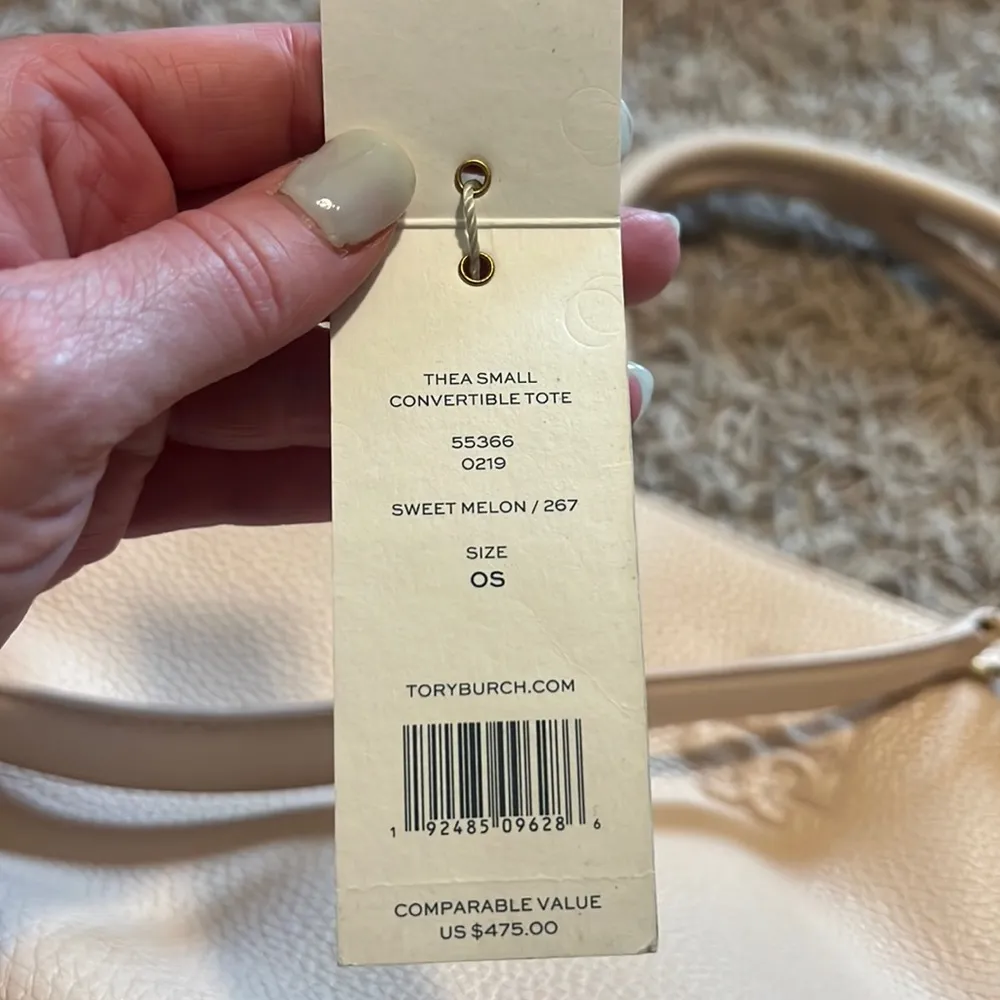 THEA SMALL
CONVERTIBLE TOTE
55366
0219
SWEET MELON / 267
SIZE
OS
TORYBURCH.COM
1 92485 09628 6
COMPARABLE VALUE
US $475.00